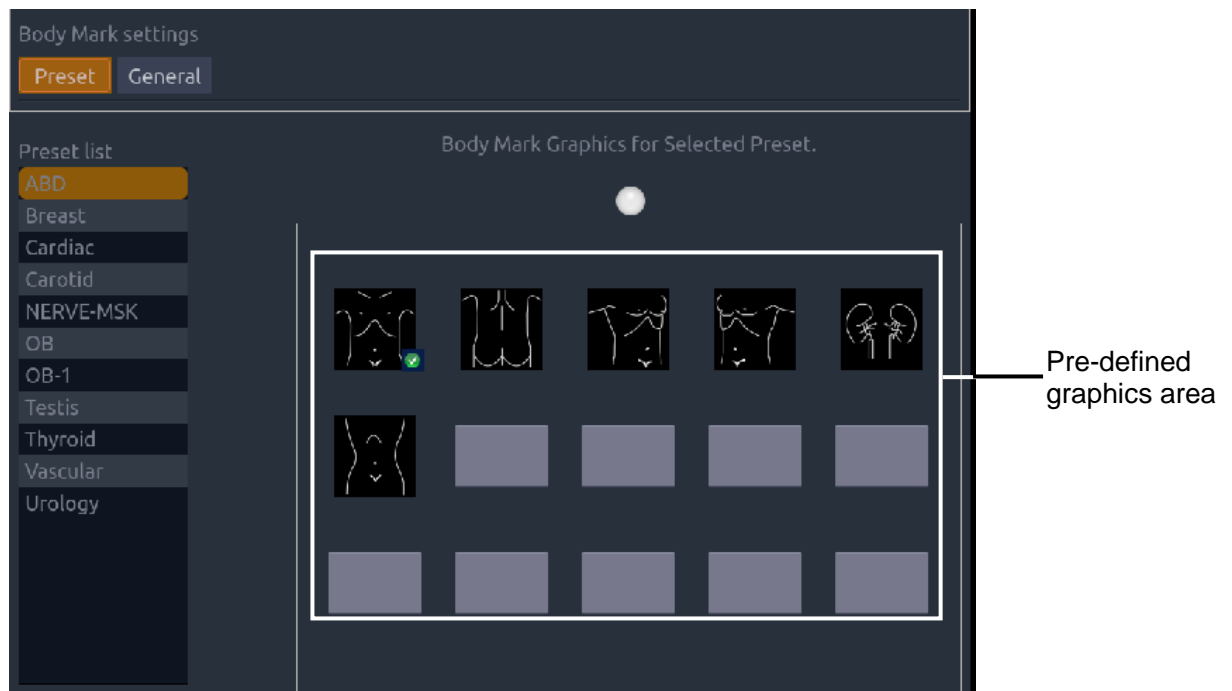 Body Mark settings
Preset General
Preset list
Body Mark Graphics for Selected Preset.
ABD
Breast
Cardiac
Carotid
NERVE-MSK
OB
OB-1
Testis
Thyroid
Vascular
Urology
Pre-defined
graphics area